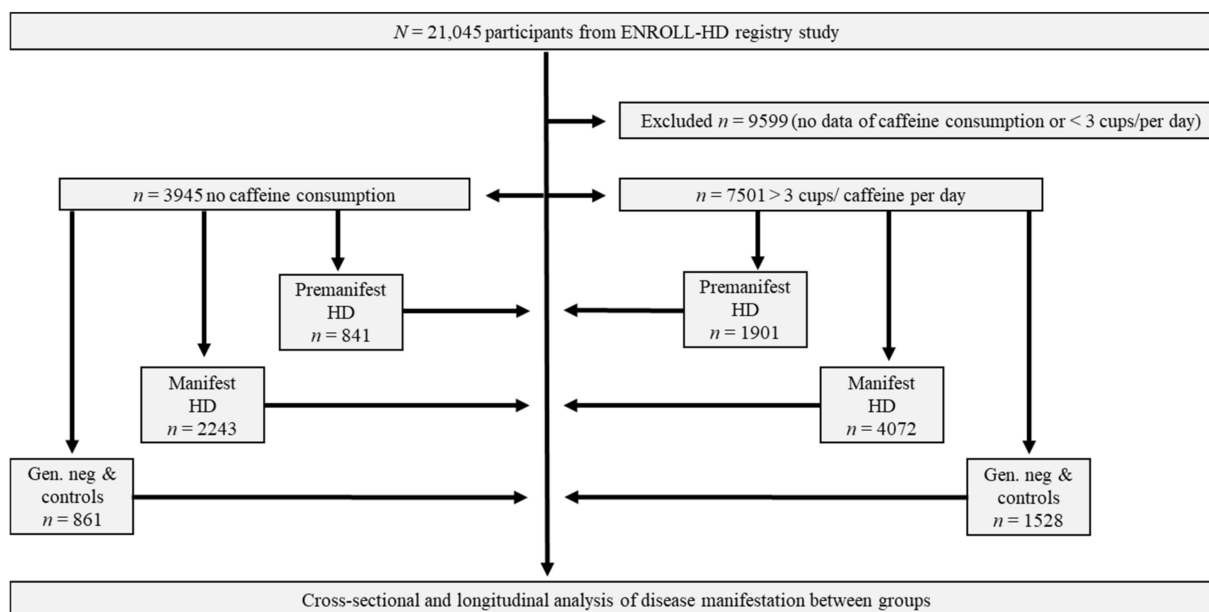 N = 21,045 participants from ENROLL-HD registry study
Excluded n = 9599 (no data of caffeine consumption or < 3 cups/per day)
n = 3945 no caffeine consumption
n = 7501 > 3 cups/ caffeine per day
Premanifest
HD
n = 841
Premanifest
HD
n = 1901
Manifest
HD
n = 2243
Manifest
HD
n = 4072
Gen. neg &
controls
n = 861
Gen. neg &
controls
n = 1528
Cross-sectional and longitudinal analysis of disease manifestation between groups